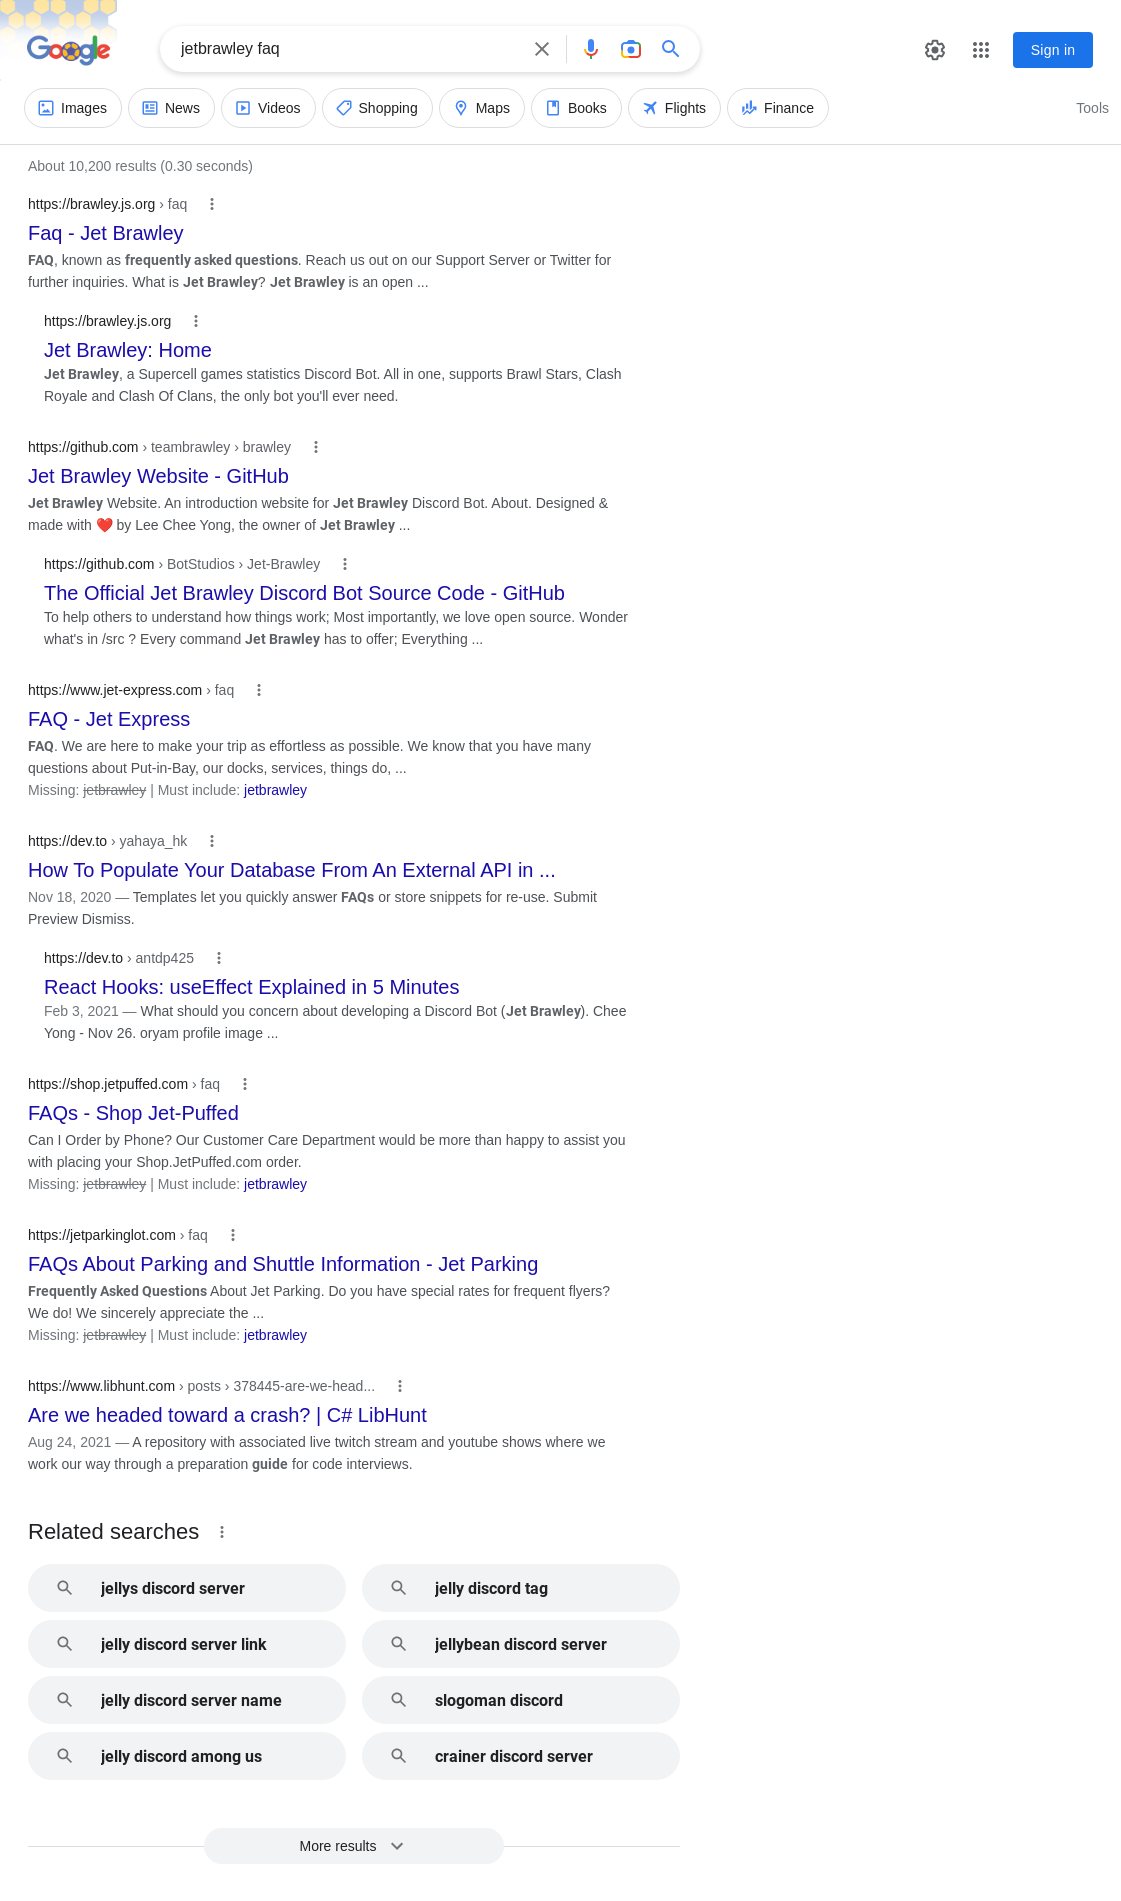 Google
jetbrawley faq
Sign in
Images
News
Videos
Shopping
Maps
Books
Flights
Finance
Tools
About 10,200 results (0.30 seconds)
https://brawley.js.org › faq
Faq - Jet Brawley
FAQ, known as frequently asked questions. Reach us out on our Support Server or Twitter for
further inquiries. What is Jet Brawley? Jet Brawley is an open ...
https://brawley.js.org
Jet Brawley: Home
Jet Brawley, a Supercell games statistics Discord Bot. All in one, supports Brawl Stars, Clash
Royale and Clash Of Clans, the only bot you'll ever need.
https://github.com › teambrawley › brawley
Jet Brawley Website - GitHub
Jet Brawley Website. An introduction website for Jet Brawley Discord Bot. About. Designed &
made with ❤️ by Lee Chee Yong, the owner of Jet Brawley ...
https://github.com › BotStudios › Jet-Brawley
The Official Jet Brawley Discord Bot Source Code - GitHub
To help others to understand how things work; Most importantly, we love open source. Wonder
what's in /src ? Every command Jet Brawley has to offer; Everything ...
https://www.jet-express.com › faq
FAQ - Jet Express
FAQ. We are here to make your trip as effortless as possible. We know that you have many
questions about Put-in-Bay, our docks, services, things do, ...
Missing: jetbrawley | Must include: jetbrawley
https://dev.to › yahaya_hk
How To Populate Your Database From An External API in ...
Nov 18, 2020 — Templates let you quickly answer FAQs or store snippets for re-use. Submit
Preview Dismiss.
https://dev.to › antdp425
React Hooks: useEffect Explained in 5 Minutes
Feb 3, 2021 — What should you concern about developing a Discord Bot (Jet Brawley). Chee
Yong - Nov 26. oryam profile image ...
https://shop.jetpuffed.com › faq
FAQs - Shop Jet-Puffed
Can I Order by Phone? Our Customer Care Department would be more than happy to assist you
with placing your Shop.JetPuffed.com order.
Missing: jetbrawley | Must include: jetbrawley
https://jetparkinglot.com › faq
FAQs About Parking and Shuttle Information - Jet Parking
Frequently Asked Questions About Jet Parking. Do you have special rates for frequent flyers?
We do! We sincerely appreciate the ...
Missing: jetbrawley | Must include: jetbrawley
https://www.libhunt.com › posts › 378445-are-we-head...
Are we headed toward a crash? | C# LibHunt
Aug 24, 2021 — A repository with associated live twitch stream and youtube shows where we
work our way through a preparation guide for code interviews.
Related searches
jellys discord server
jelly discord tag
jelly discord server link
jellybean discord server
jelly discord server name
slogoman discord
jelly discord among us
crainer discord server
More results